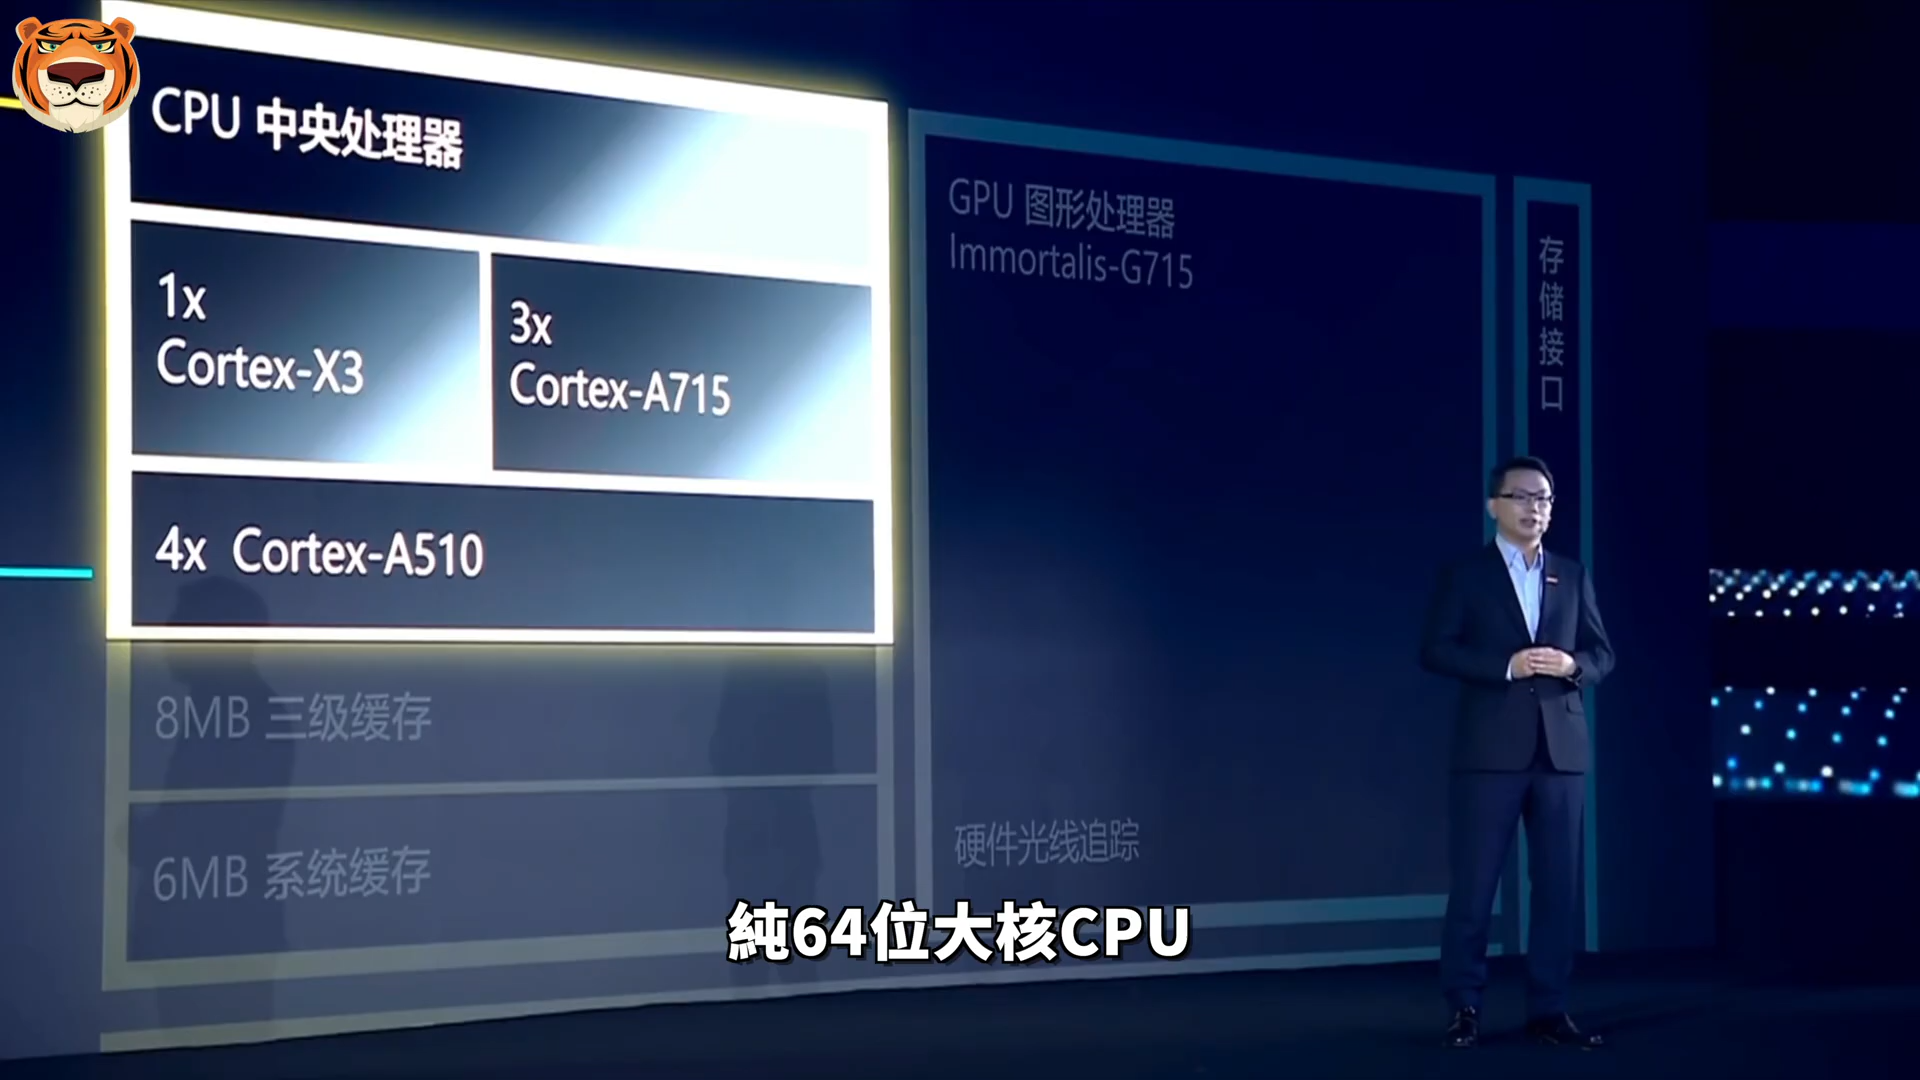 CPU 中央处理器
1x
Cortex-X3
3x
Cortex-A715
4x Cortex-A510
8MB 三级缓存
6MB 系统缓存
GPU 图形处理器
Immortalis-G715
硬件光线追踪
存储接口
純64位大核CPU